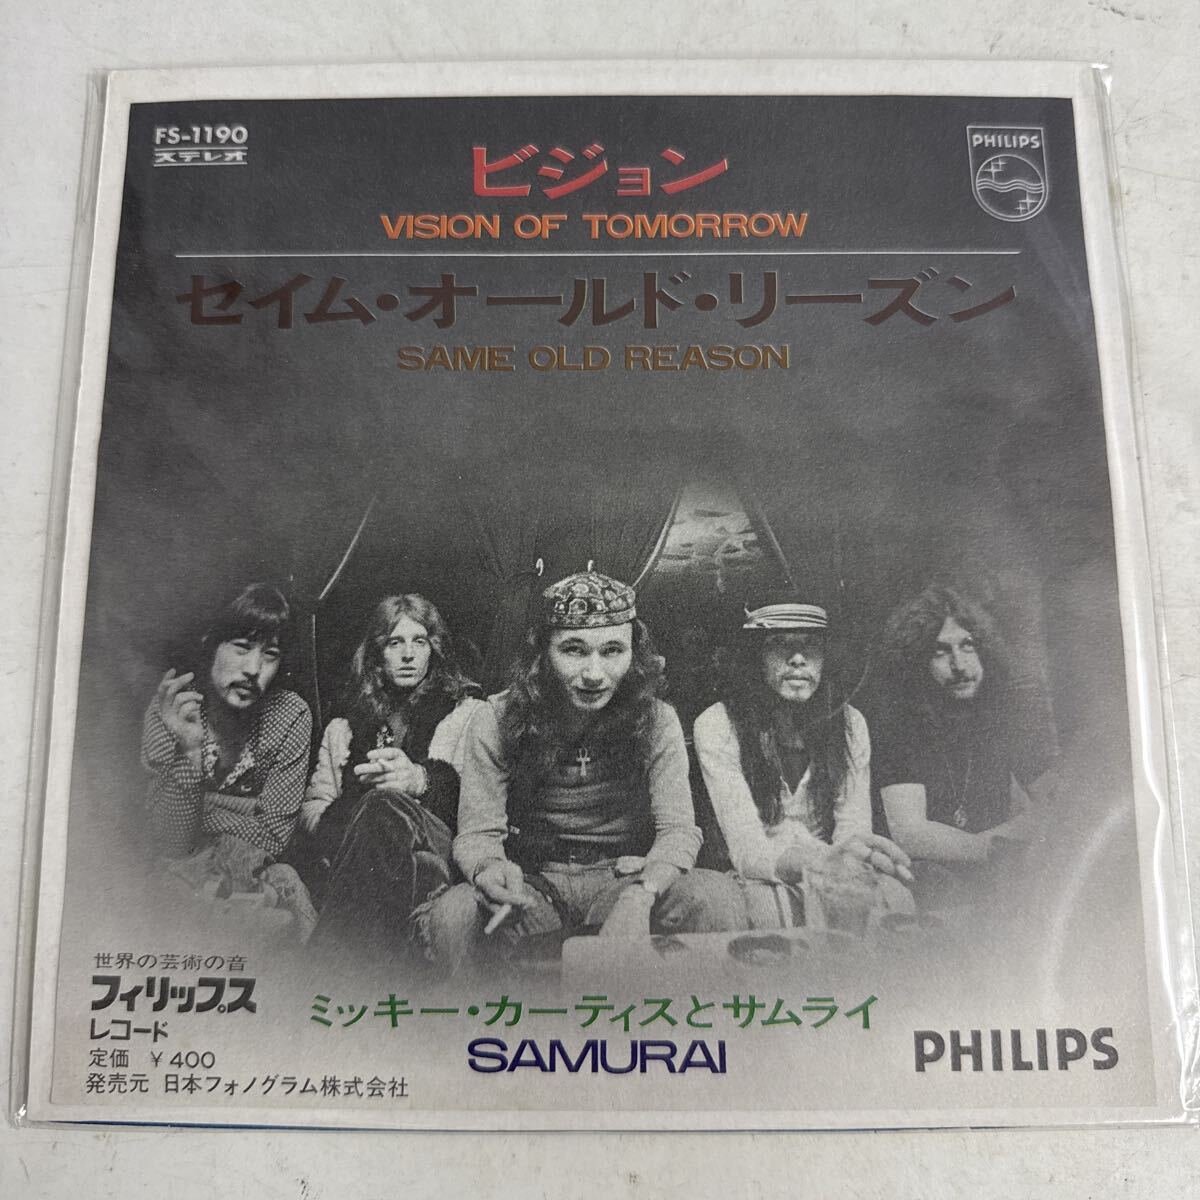 FS-1190
ステレオ
PHILIPS
ビジョン
VISION OF TOMORROW
セイム・オールド・リーズン
SAME OLD REASON
世界の芸術の音
フィリップス
レコード
定価 ¥400
発売元 日本フォノグラム株式会社
ミッキー・カーティスとサムライ
SAMURAI
PHILIPS